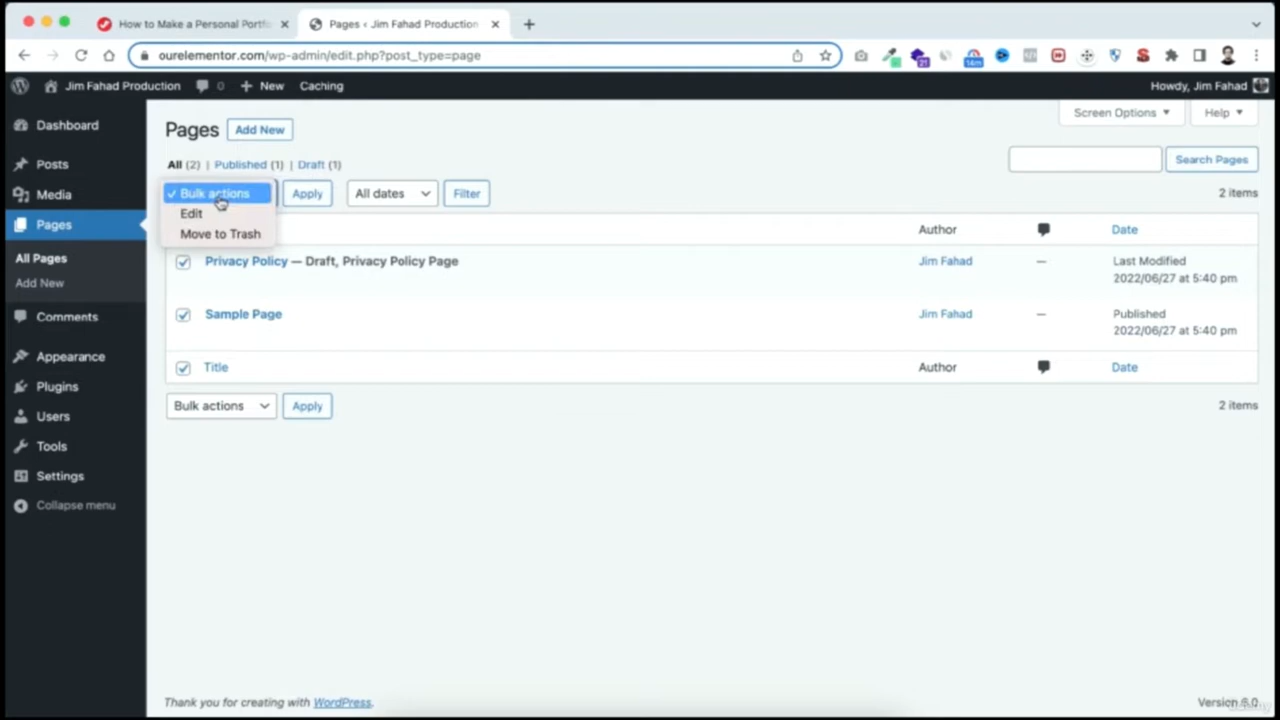 How to Make a Personal Portfo
Pages ‹ Jim Fahad Production
ourelementor.com/wp-admin/edit.php?post_type=page
21
14m
Jim Fahad Production
0
New
Caching
Howdy, Jim Fahad
Dashboard
Posts
Media
Pages
All Pages
Add New
Comments
Appearance
Plugins
Users
Tools
Settings
Collapse menu
Screen Options
Help
Pages
Add New
All (2) | Published (1) | Draft (1)
Search Pages
Bulk actions
Edit
Move to Trash
Apply
All dates
Filter
2 items
Author
Date
Privacy Policy — Draft, Privacy Policy Page
Jim Fahad
—
Last Modified
2022/06/27 at 5:40 pm
Sample Page
Jim Fahad
—
Published
2022/06/27 at 5:40 pm
Title
Author
Date
Bulk actions
Apply
2 items
Thank you for creating with WordPress.
Version 6.0